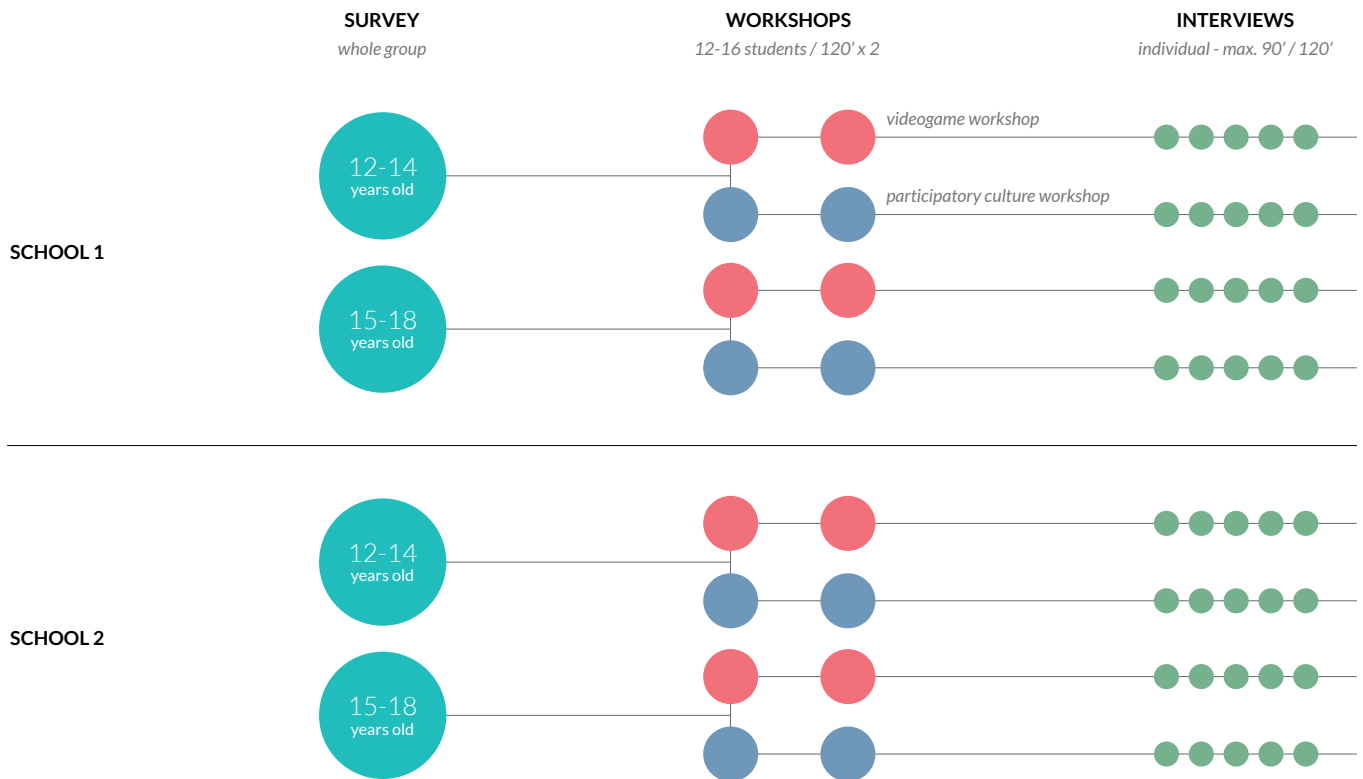 SURVEY
WORKSHOPS
INTERVIEWS
whole group
12-16 students / 120’ x 2
individual - max. 90’ / 120’
videogame workshop
12-14
years old
participatory culture workshop
SCHOOL 1
15-18
years old
12-14
years old
SCHOOL 2
15-18
years old